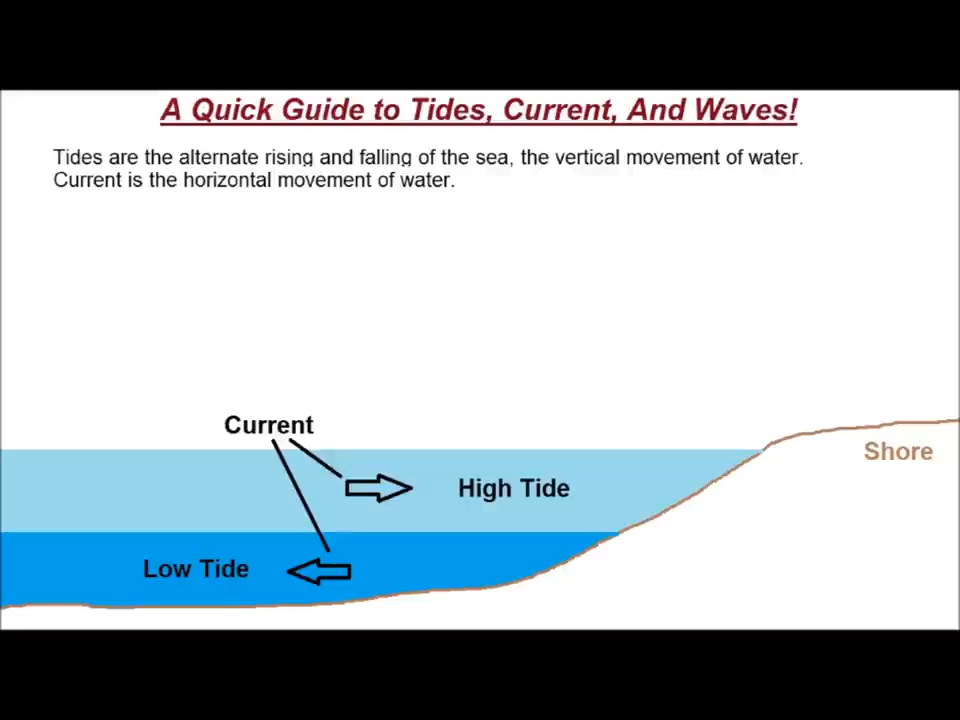 A Quick Guide to Tides, Current, And Waves!
Tides are the alternate rising and falling of the sea, the vertical movement of water.
Current is the horizontal movement of water.
Current
Shore
High Tide
Low Tide